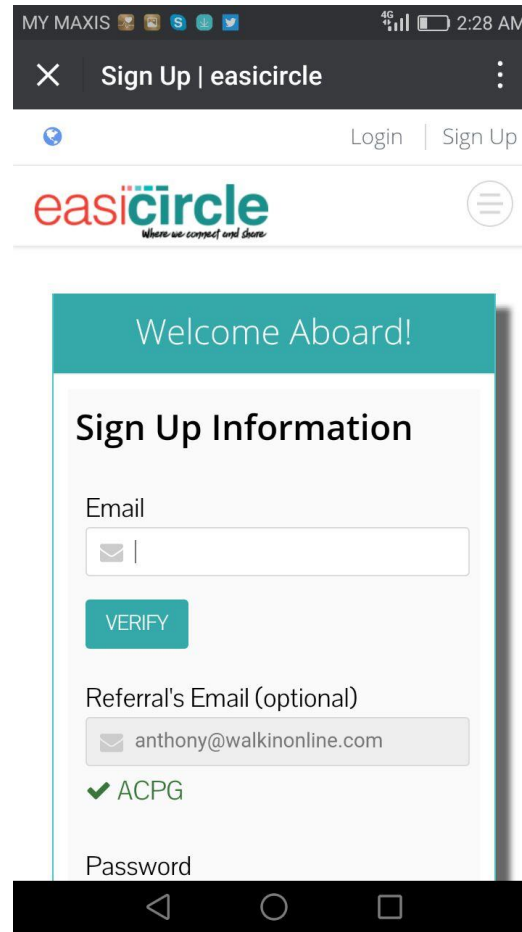 MY MAXIS 4G 2:28 AM
Sign Up | easicircle
Login | Sign Up
easicircle
Where we connect and share
Welcome Aboard!
Sign Up Information
Email
VERIFY
Referral's Email (optional)
anthony@walkinonline.com
ACPG
Password